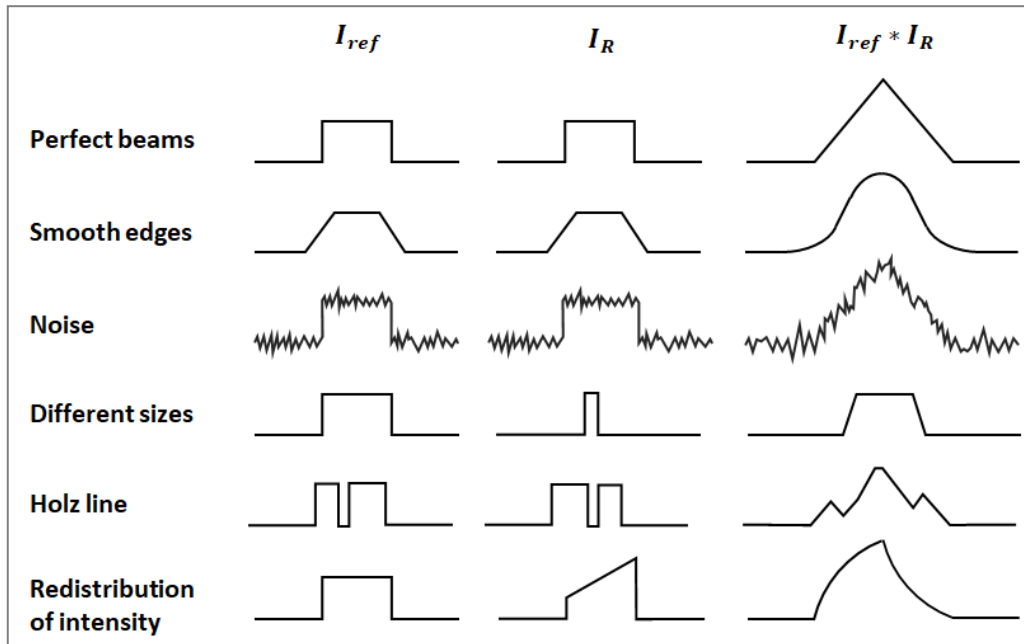 I_ref I_R I_ref * I_R
Perfect beams
Smooth edges
Noise
Different sizes
Holz line
Redistribution
of intensity